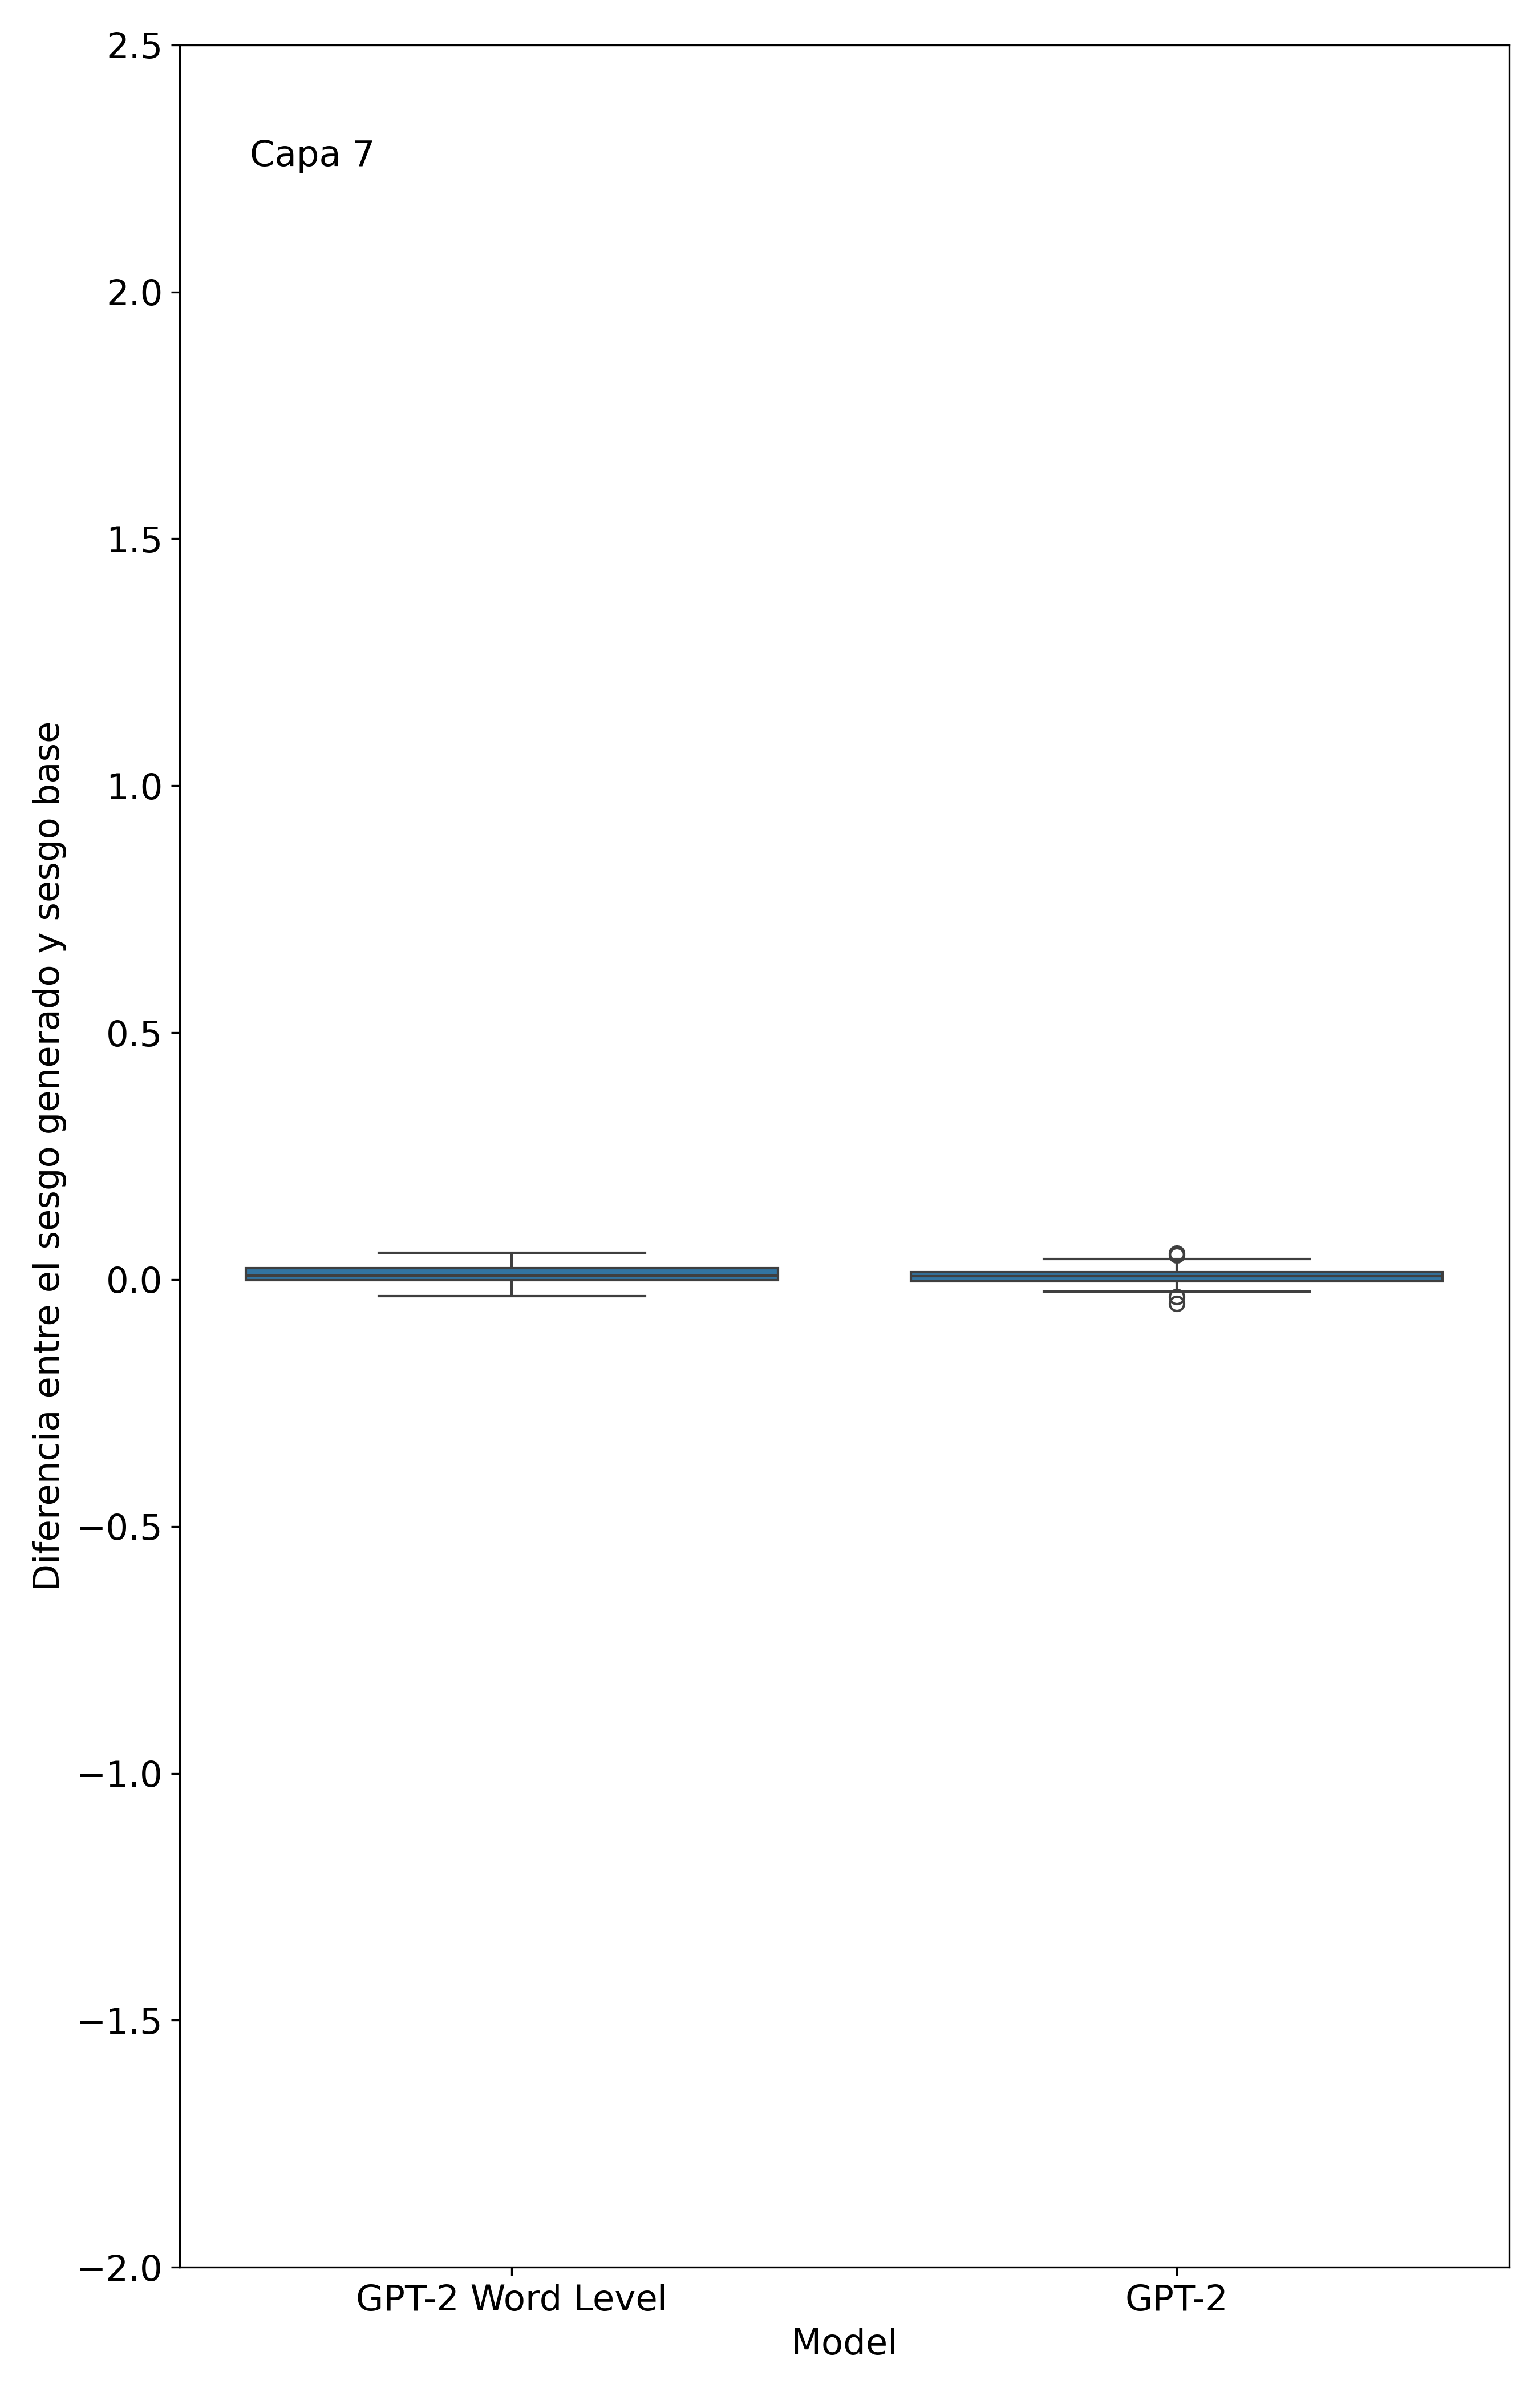 2.5
Capa 7
2.0
1.5
1.0
0.5
0.0
−0.5
−1.0
−1.5
−2.0
Diferencia entre el sesgo generado y sesgo base
GPT-2 Word Level
GPT-2
Model